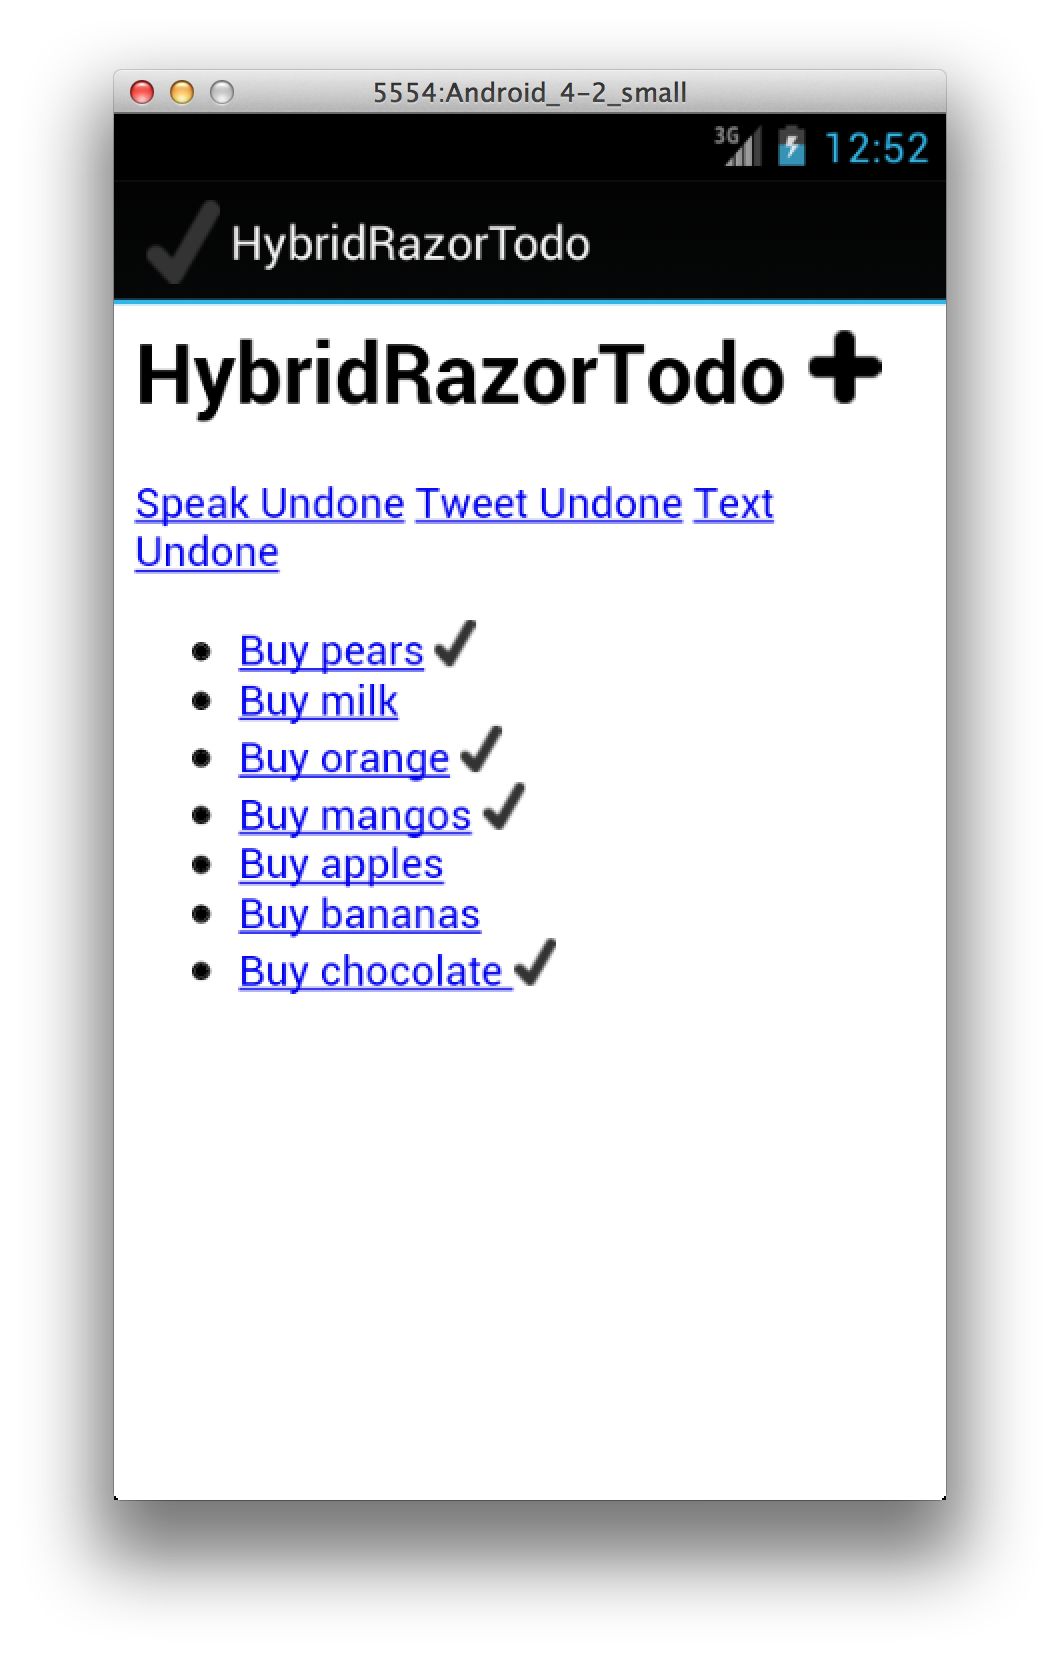 5554:Android_4-2_small
3G 12:52
HybridRazorTodo
HybridRazorTodo
Speak Undone Tweet Undone Text
Undone
Buy pears
Buy milk
Buy orange
Buy mangos
Buy apples
Buy bananas
Buy chocolate